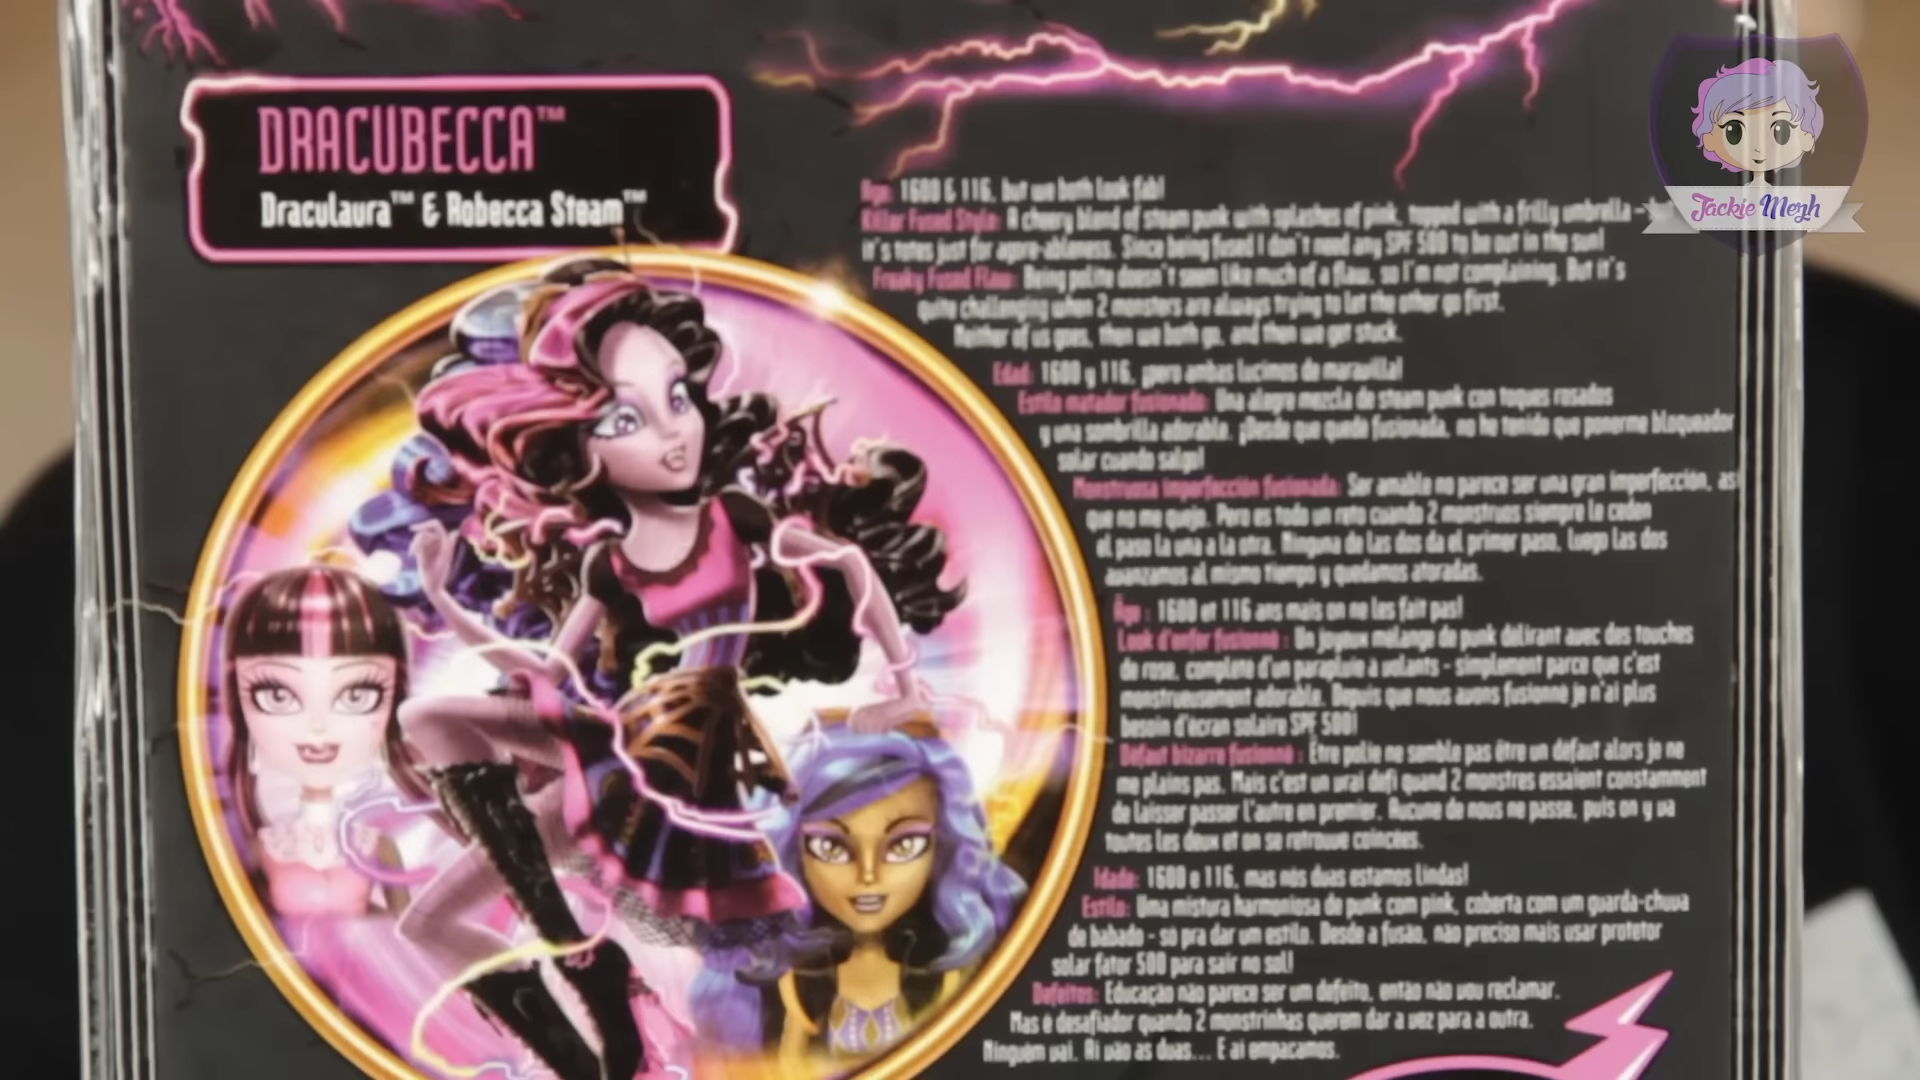 DRACUBECCA™
Draculaura™ & Robecca Steam™
Jackie Mezh
Age: 1600 & 116, but we both look fab!
Killer Fused Style: A cheery blend of steam punk with splashes of pink, topped with a frilly umbrella –
it's totes just for agore-ableness. Since being fused I don't need any SPF 500 to be out in the sun!
Freaky Fused Flaw: Being polite doesn't seem like much of a flaw, so I'm not complaining. But it's
quite challenging when 2 monsters are always trying to let the other go first.
Neither of us goes, then we both go, and then we get stuck.
Edad: 1600 y 116, ¡pero ambas lucimos de maravilla!
Estilo matador fusionado: Una alegre mezcla de steam punk con toques rosados
y una sombrilla adorable. ¡Desde que quedé fusionada, no he tenido que ponerme bloqueador
solar cuando salgo!
Monstruosa imperfección fusionada: Ser amable no parece ser una gran imperfección, así
que no me quejo. Pero es todo un reto cuando 2 monstruos siempre le ceden
el paso la una a la otra. Ninguna de las dos da el primer paso, luego las dos
avanzamos al mismo tiempo y quedamos atoradas.
Âge : 1600 et 116 ans mais on ne les fait pas!
Look d'enfer fusionné : Un joyeux mélange de punk délirant avec des touches
de rose, complété d'un parapluie à volants - simplement parce que c'est
monstrueusement adorable. Depuis que nous avons fusionné je n'ai plus
besoin d'écran solaire SPF 500!
Défaut bizarre fusionné : Être polie ne semble pas être un défaut alors je ne
me plains pas. Mais c'est un vrai défi quand 2 monstres essaient constamment
de laisser passer l'autre en premier. Aucune de nous ne passe, puis on y va
toutes les deux et on se retrouve coincées.
Idade: 1600 e 116, mas nós duas estamos lindas!
Estilo: Uma mistura harmoniosa de punk com pink, coberta com um guarda-chuva
de babado - só pra dar um estilo. Desde a fusão, não preciso mais usar protetor
solar fator 500 para sair no sol!
Defeitos: Educação não parece ser um defeito, então não vou reclamar.
Mas é desafiador quando 2 monstrinhas querem dar a vez para a outra.
Ninguém vai. Aí vão as duas... E aí empacamos.